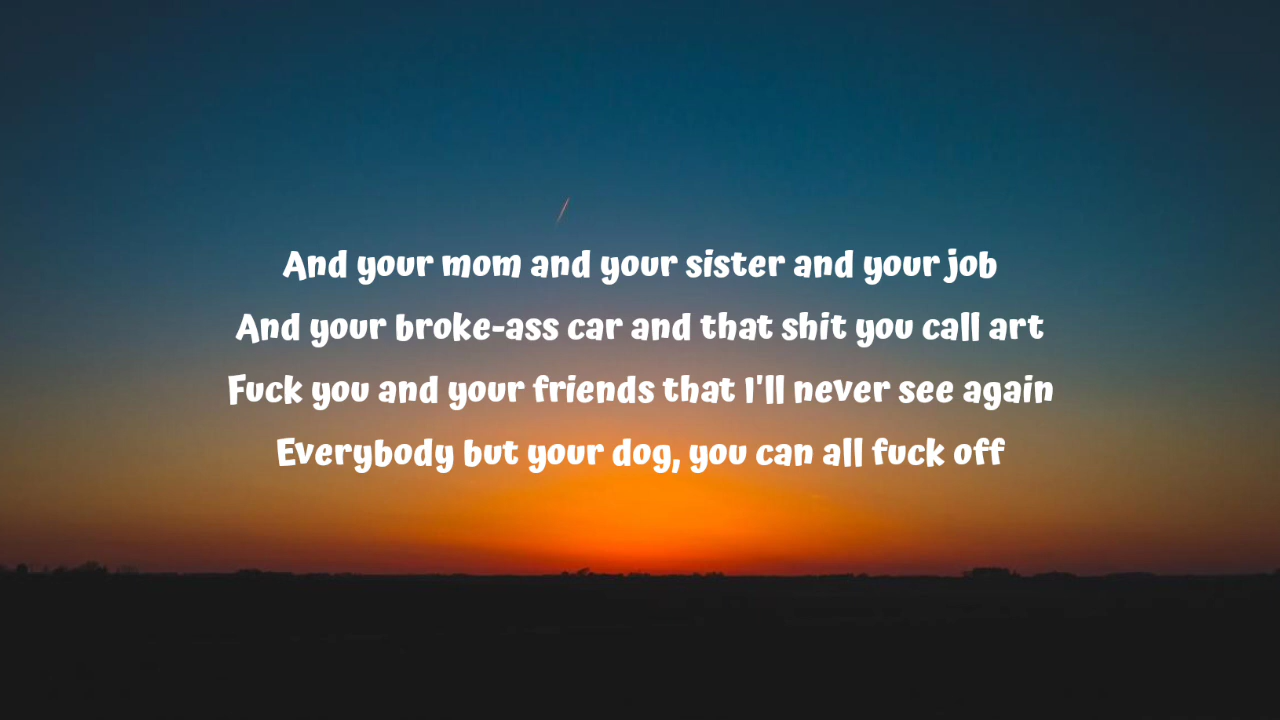 And your mom and your sister and your job
And your broke-ass car and that shit you call art
Fuck you and your friends that I'll never see again
Everybody but your dog, you can all fuck off